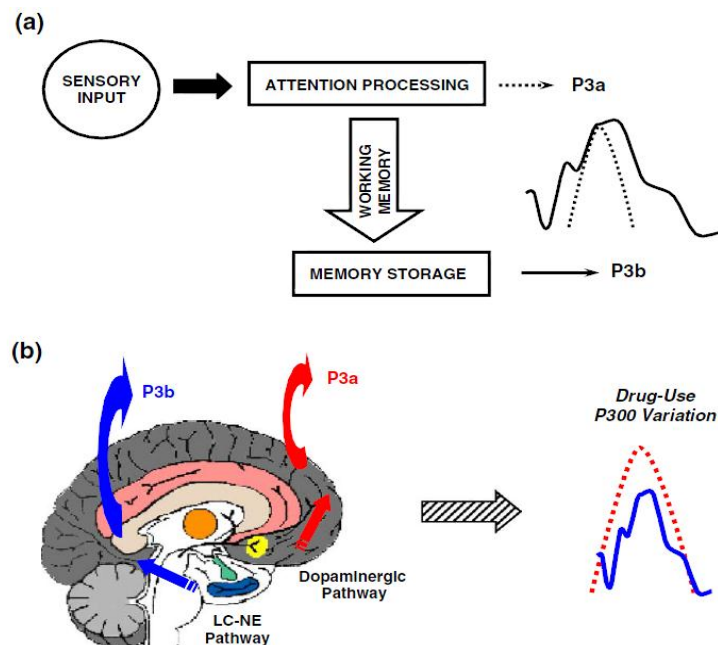 (a)
SENSORY
INPUT
ATTENTION PROCESSING
P3a
WORKING
MEMORY
MEMORY STORAGE
P3b
(b)
P3b
P3a
Drug-Use
P300 Variation
Dopaminergic
Pathway
LC-NE
Pathway